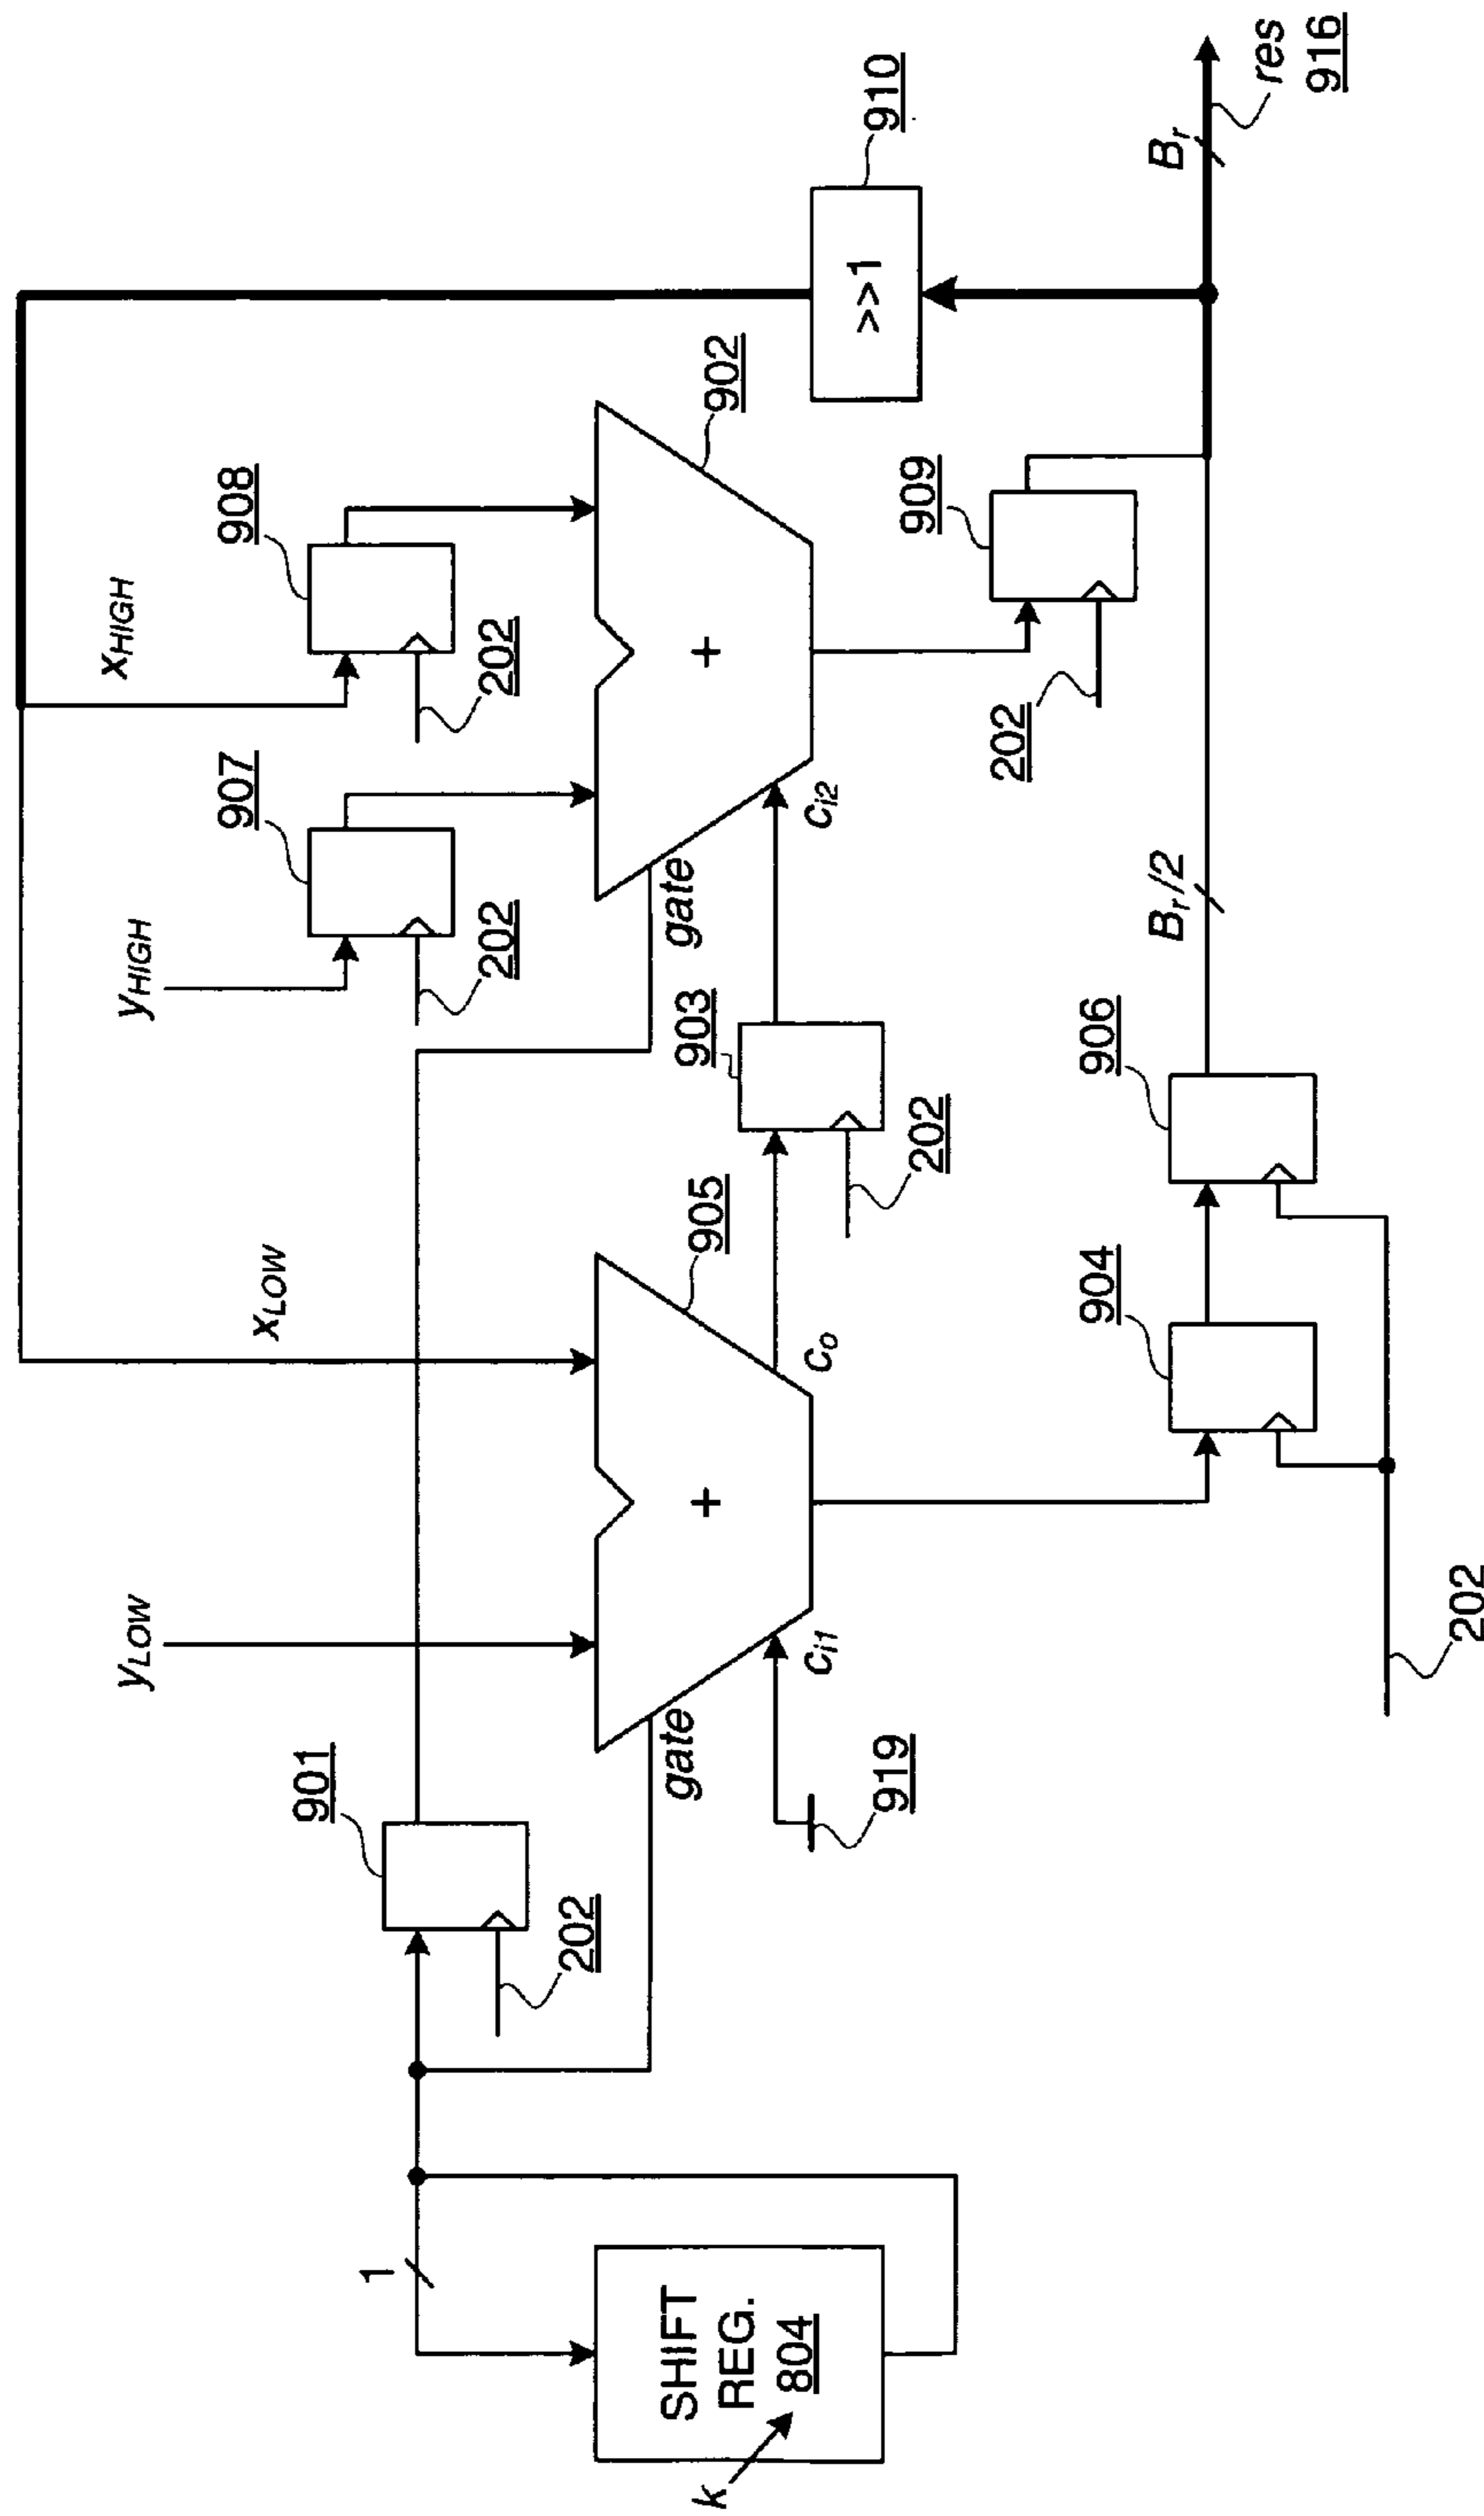 k
SHIFT
REG.
804
1
901
202
y_LOW
x_LOW
gate
c_i1
919
+
905
c_o
903
202
y_HIGH
907
202
x_HIGH
908
202
gate
c_i2
+
902
904
906
202
B_r/2
909
202
>>1
910
B_r
res
916